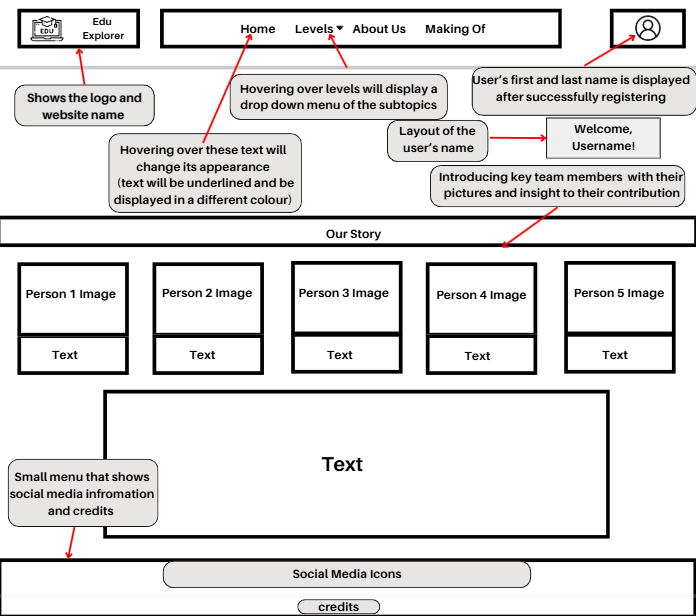 EDU
Edu
Explorer
Home Levels About Us Making Of
Shows the logo and
website name
Hovering over levels will display a
drop down menu of the subtopics
User's first and last name is displayed
after successfully registering
Hovering over these text will
change its appearance
(text will be underlined and be
displayed in a different colour)
Layout of the
user's name
Welcome,
Username!
Introducing key team members with their
pictures and insight to their contribution
Our Story
Person 1 Image Person 2 Image Person 3 Image Person 4 Image Person 5 Image
Text Text Text Text Text
Text
Small menu that shows
social media infromation
and credits
Social Media Icons
credits